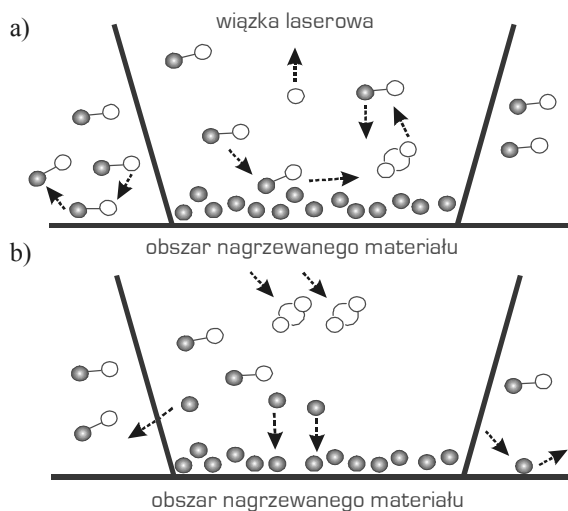 a)
wiązka laserowa
obszar nagrzewanego materiału
b)
obszar nagrzewanego materiału